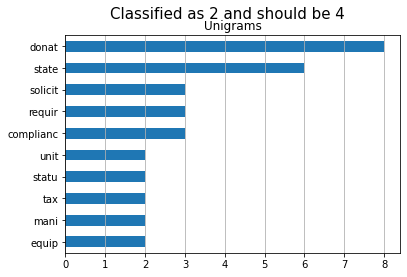 Classified as 2 and should be 4
Unigrams
donat
state
solicit
requir
complianc
unit
statu
tax
mani
equip
0 1 2 3 4 5 6 7 8